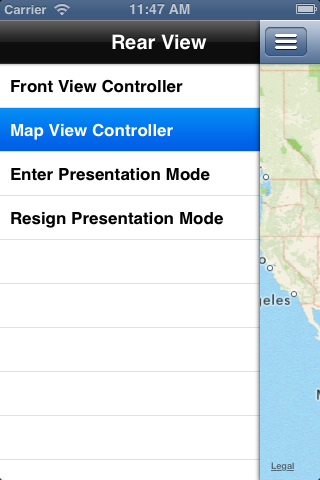 Carrier 11:47 AM
Rear View
Front View Controller
Map View Controller
Enter Presentation Mode
Resign Presentation Mode
geles
Legal